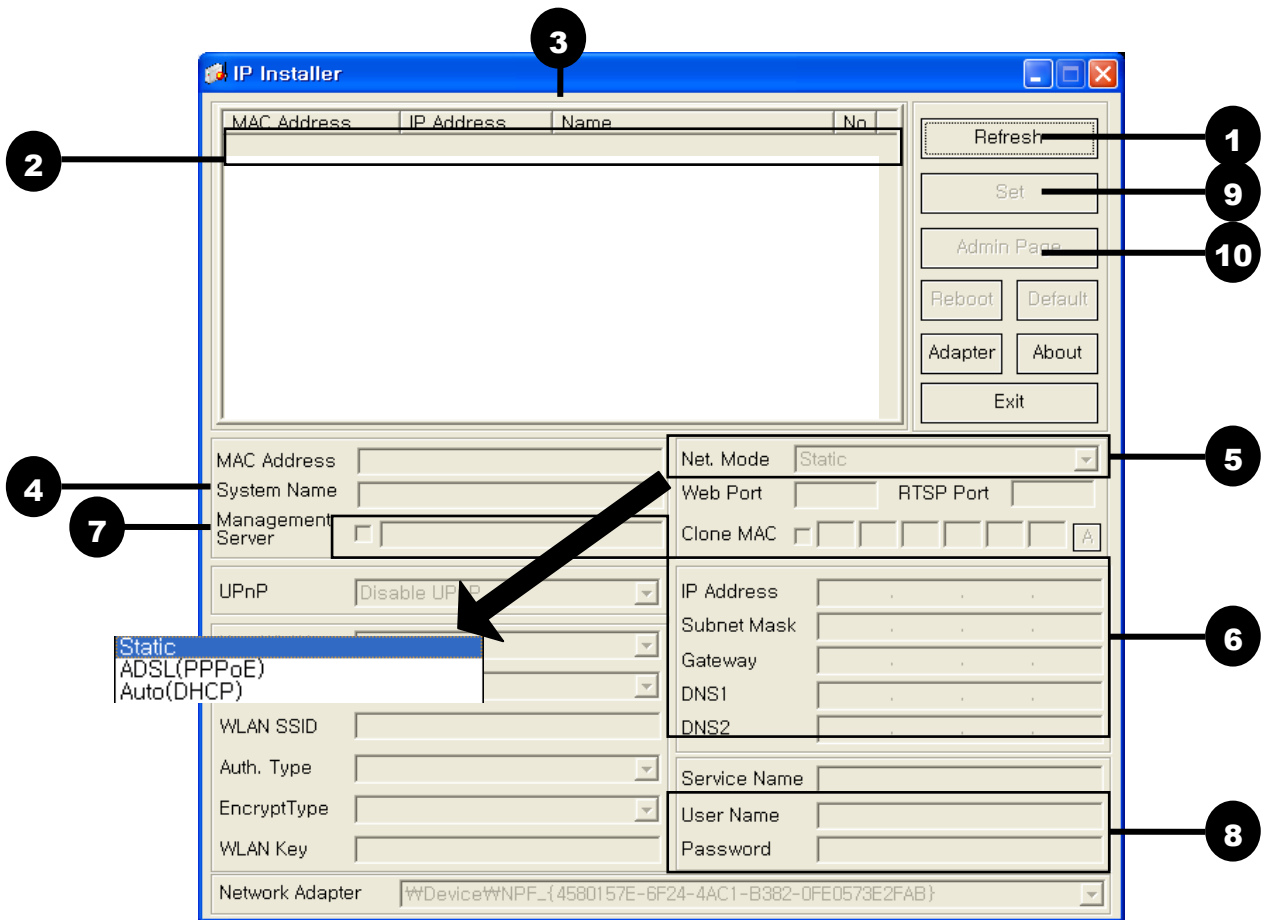 3
IP Installer
MAC Address IP Address Name No
2
Refresh 1
Set 9
Admin Page 10
Reboot Default
Adapter About
Exit
MAC Address
Net. Mode Static 5
4 System Name
Web Port RTSP Port
7 Management Server
Clone MAC A
UPnP Disable UPnP
IP Address . . .
Subnet Mask . . .
6
Static
ADSL(PPPoE)
Auto(DHCP)
Gateway . . .
DNS1 . . .
DNS2 . . .
WLAN SSID
Auth. Type
Service Name
EncryptType
User Name
8
WLAN Key
Password
Network Adapter ₩Device₩NPF_{4580157E-6F24-4AC1-B382-0FE0573E2FAB}